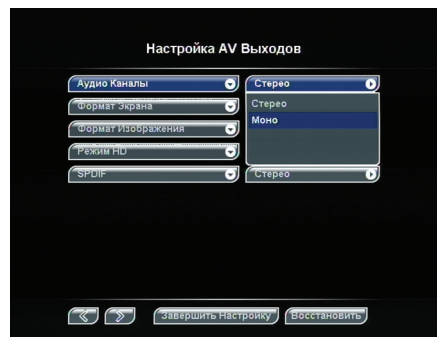 Настройка AV Выходов
Аудио Каналы Стерео
Формат Экрана Стерео
Моно
Формат Изображения
Режим HD
SPDIF Стерео
Завершить Настройку Восстановить